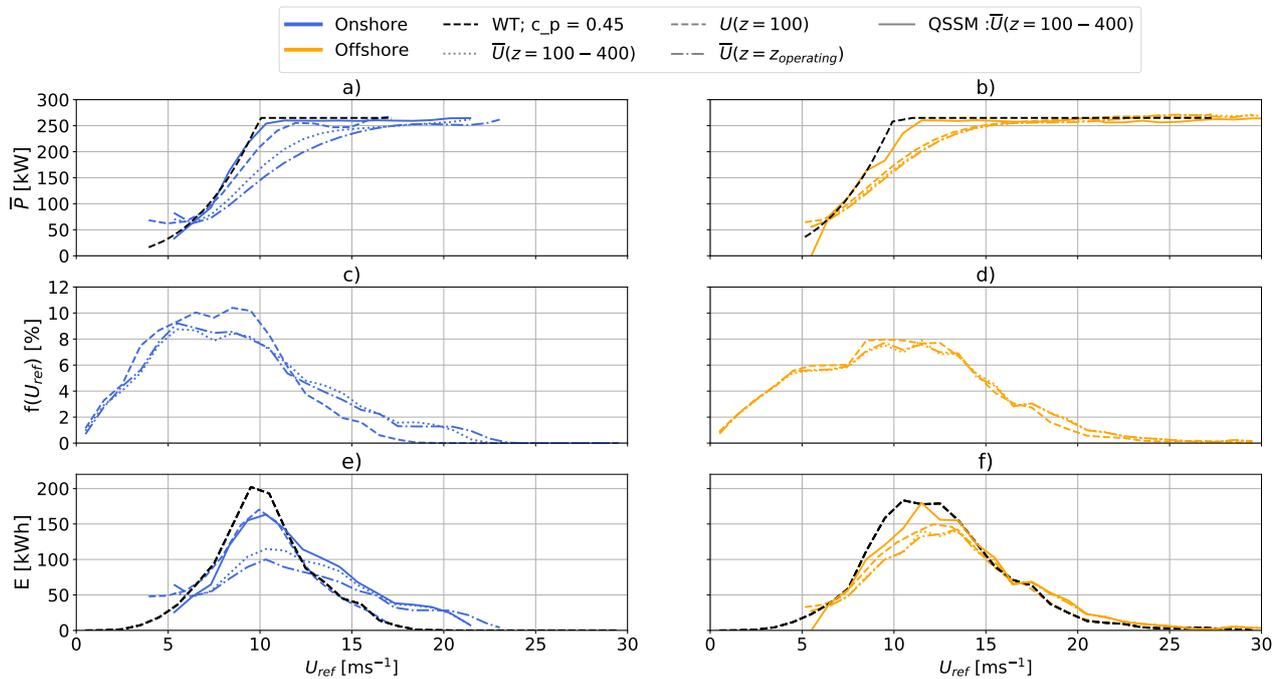 Onshore
Offshore
WT; c_p = 0.45
U̅(z = 100 − 400)
U(z = 100)
U̅(z = z_operating)
QSSM :U̅(z = 100 − 400)
a)
b)
300
250
200
150
100
50
0
P̅ [kW]
c)
d)
12
10
8
6
4
2
0
f(U_ref) [%]
e)
f)
200
150
100
50
0
E [kWh]
0 5 10 15 20 25 30
0 5 10 15 20 25 30
U_ref [ms⁻¹]
U_ref [ms⁻¹]